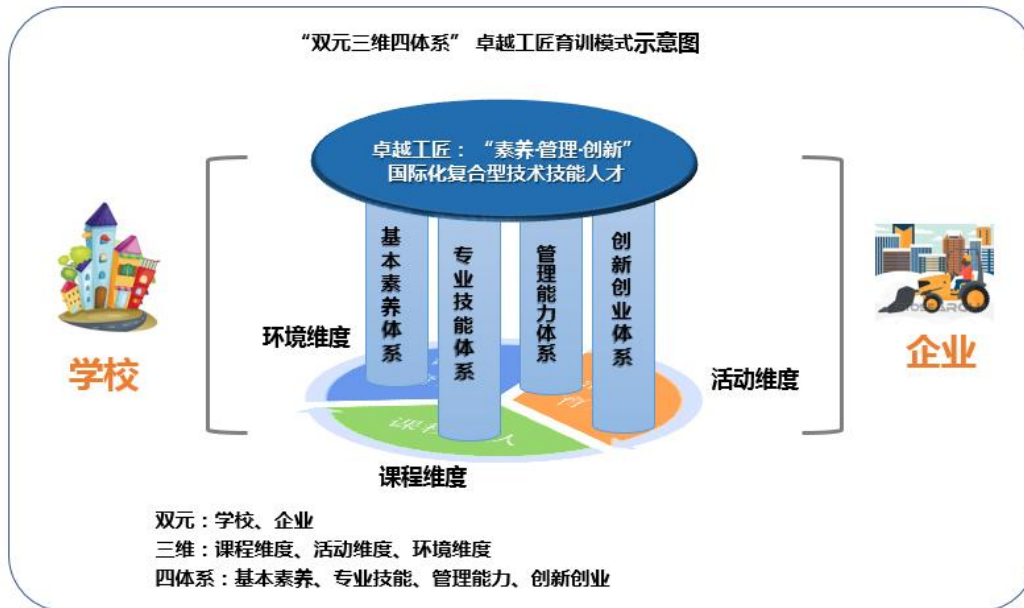 “双元三维四体系” 卓越工匠育训模式示意图
卓越工匠：“素养·管理·创新”
国际化复合型技术技能人才
基本素养体系
专业技能体系
管理能力体系
创新创业体系
环境维度
学校
企业
活动维度
课程维度
双元：学校、企业
三维：课程维度、活动维度、环境维度
四体系：基本素养、专业技能、管理能力、创新创业